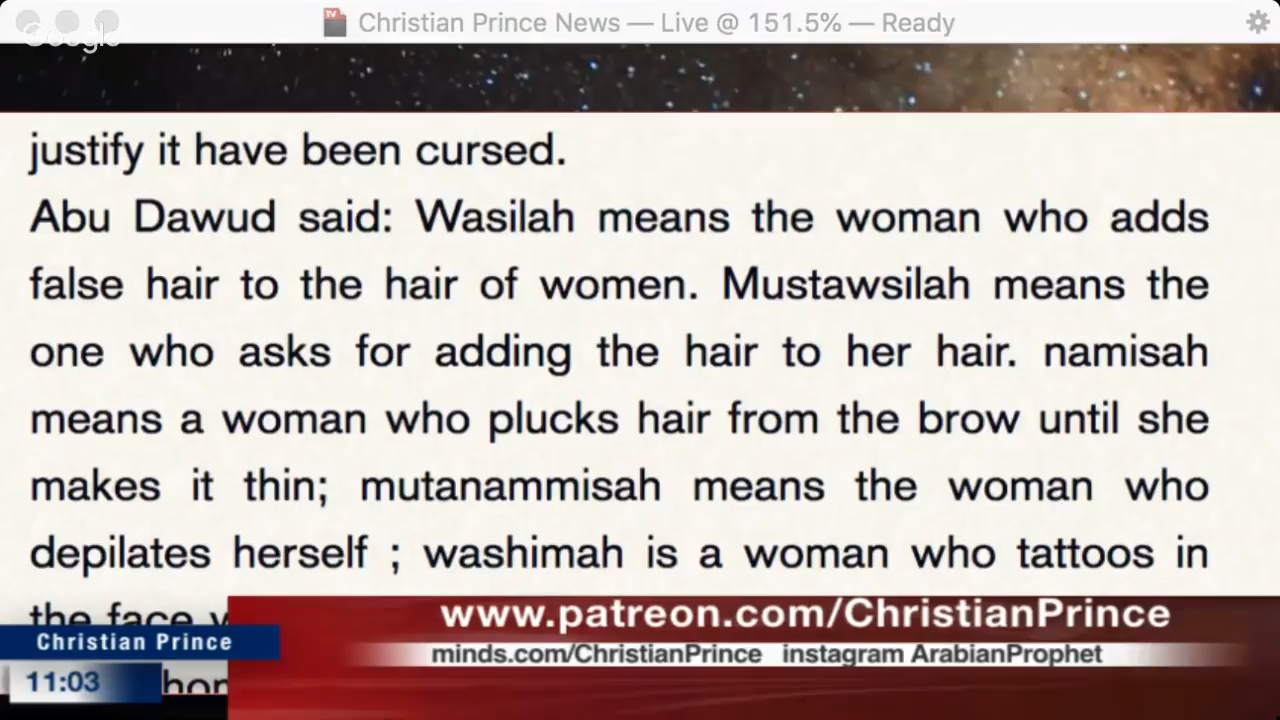 Christian Prince News — Live @ 151.5% — Ready
Google
justify it have been cursed.
Abu Dawud said: Wasilah means the woman who adds
false hair to the hair of women. Mustawsilah means the
one who asks for adding the hair to her hair. namisah
means a woman who plucks hair from the brow until she
makes it thin; mutanammisah means the woman who
depilates herself ; washimah is a woman who tattoos in
the face
www.patreon.com/ChristianPrince
Christian Prince
minds.com/ChristianPrince instagram ArabianProphet
11:03